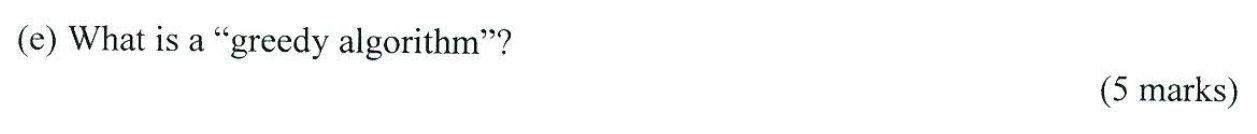 (e) What is a “greedy algorithm”?
(5 marks)